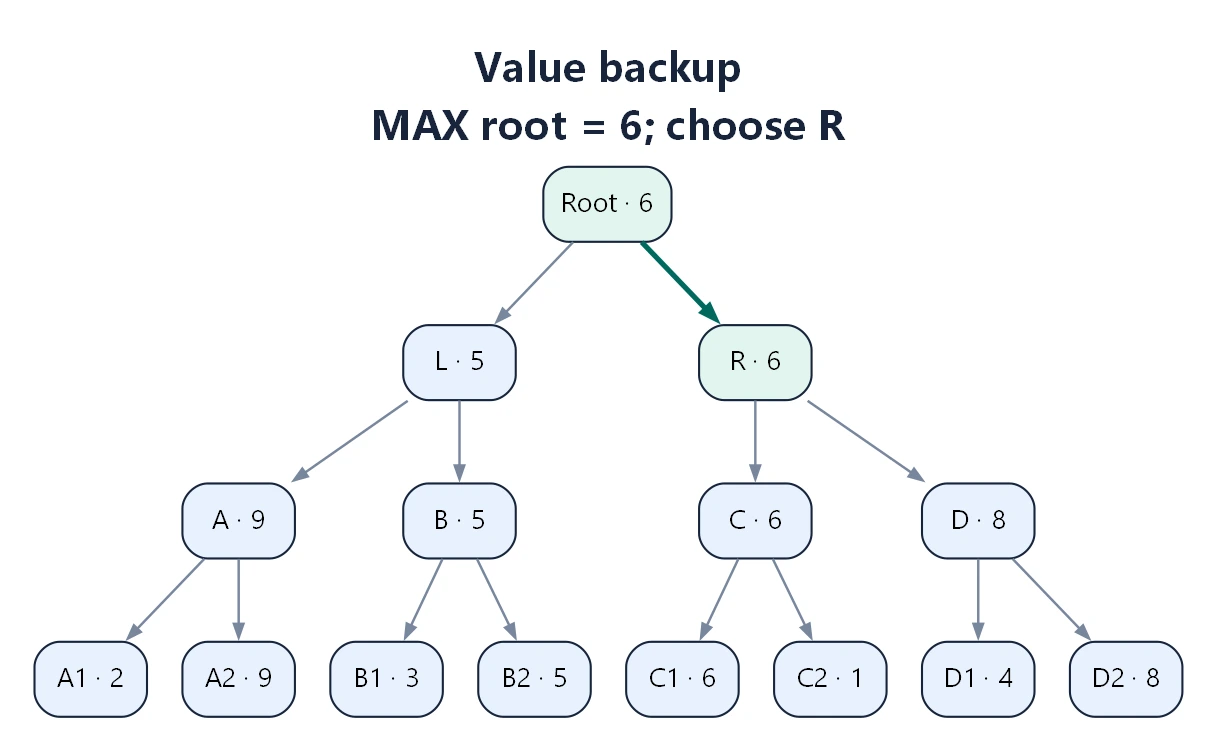 Value backup
MAX root = 6; choose R
Root · 6
L · 5
R · 6
A · 9
B · 5
C · 6
D · 8
A1 · 2
A2 · 9
B1 · 3
B2 · 5
C1 · 6
C2 · 1
D1 · 4
D2 · 8